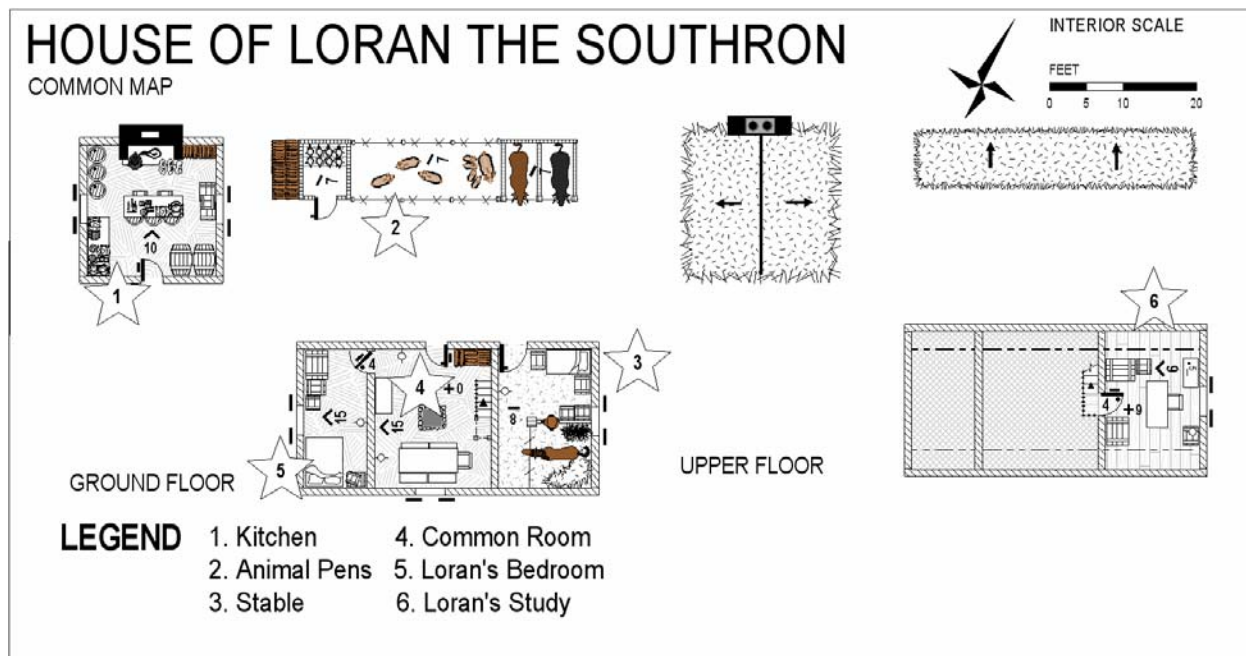 HOUSE OF LORAN THE SOUTHRON
COMMON MAP
INTERIOR SCALE
FEET
0 5 10 20
10
1
2
6
3
4
4
+0
15
15
8
5
6
4
+9
GROUND FLOOR
UPPER FLOOR
LEGEND
1. Kitchen
2. Animal Pens
3. Stable
4. Common Room
5. Loran's Bedroom
6. Loran's Study